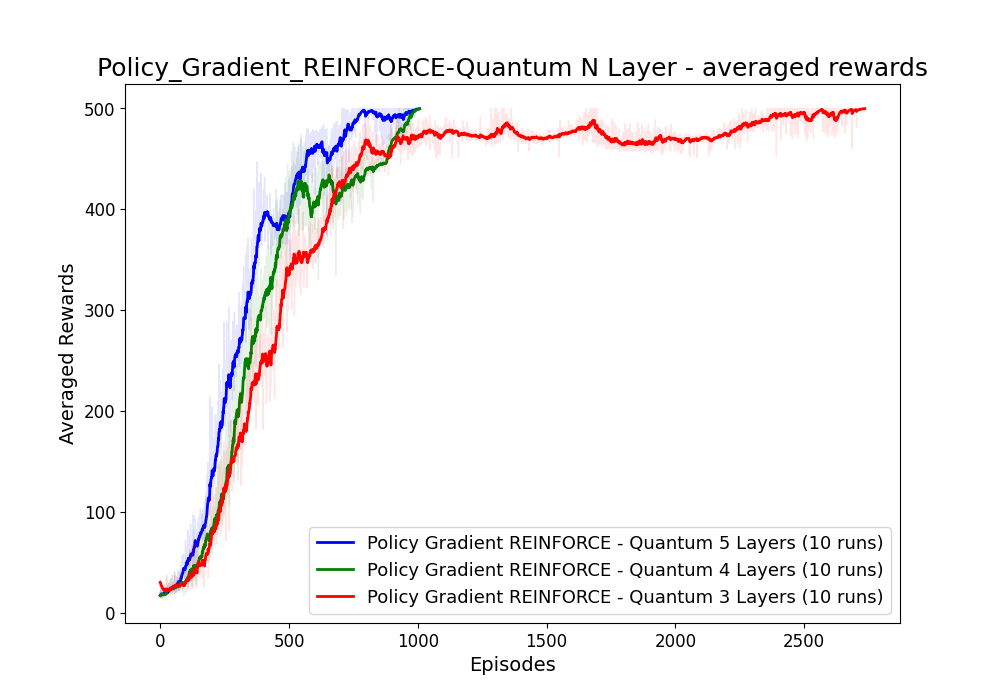 Policy_Gradient_REINFORCE-Quantum N Layer - averaged rewards
Averaged Rewards
500
400
300
200
100
0
Policy Gradient REINFORCE - Quantum 5 Layers (10 runs)
Policy Gradient REINFORCE - Quantum 4 Layers (10 runs)
Policy Gradient REINFORCE - Quantum 3 Layers (10 runs)
0 500 1000 1500 2000 2500
Episodes